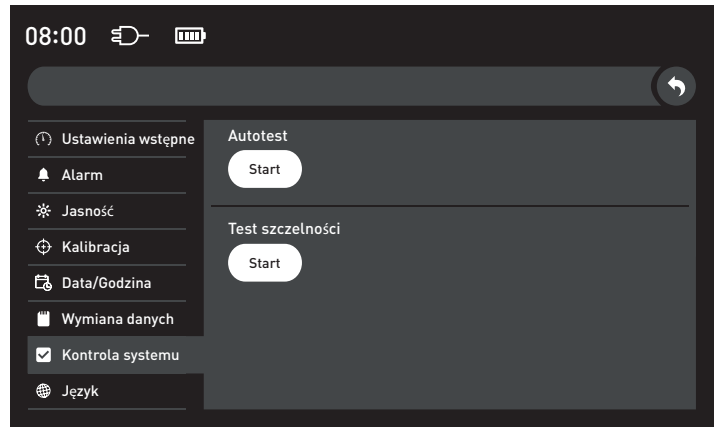 08:00
Ustawienia wstępne
Alarm
Jasność
Kalibracja
Data/Godzina
Wymiana danych
Kontrola systemu
Język
Autotest
Start
Test szczelności
Start